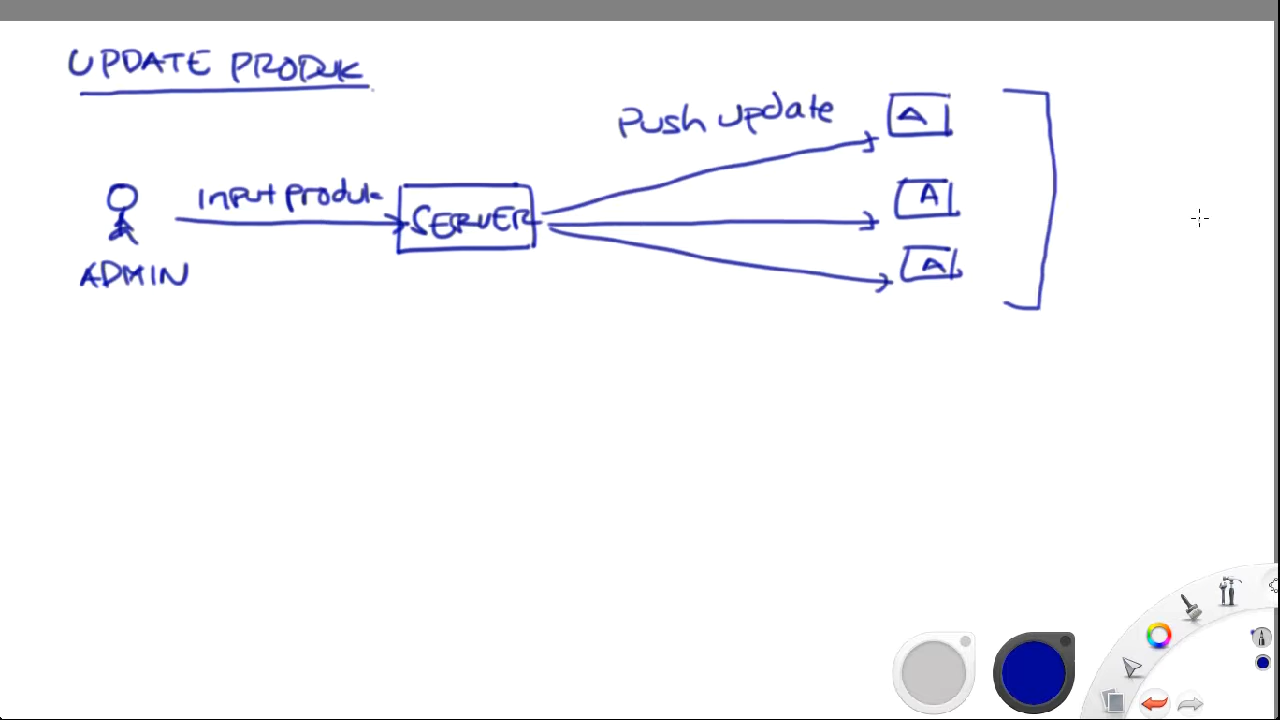 UPDATE PRODUK
Push update
A
Input produk
SERVER
A
A
ADMIN